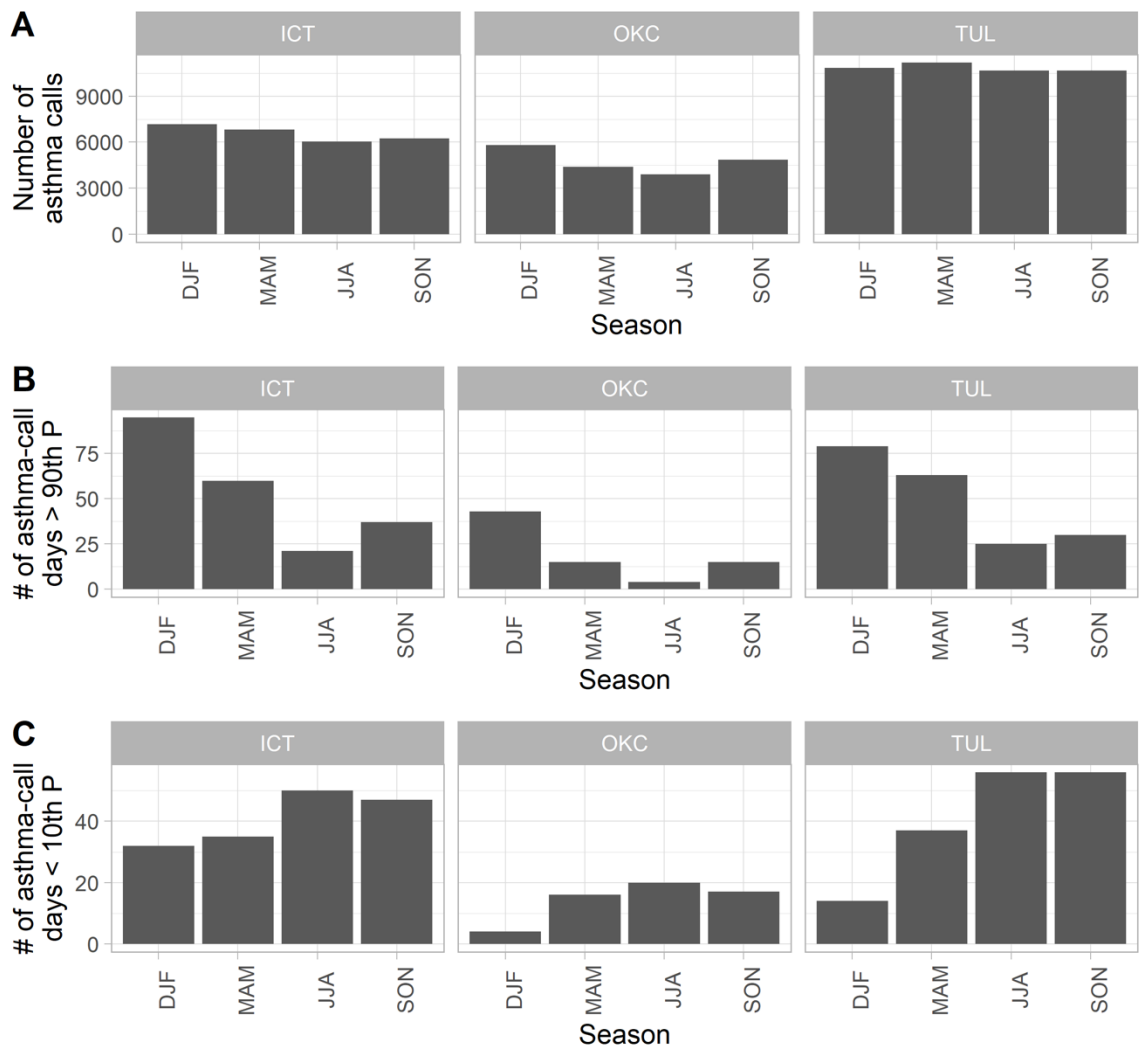 A
ICT OKC TUL
Number of
asthma calls
9000
6000
3000
0
DJF MAM JJA SON DJF MAM JJA SON DJF MAM JJA SON
Season
B
ICT OKC TUL
# of asthma-call
days > 90th P
75
50
25
0
DJF MAM JJA SON DJF MAM JJA SON DJF MAM JJA SON
Season
C
ICT OKC TUL
# of asthma-call
days < 10th P
40
20
0
DJF MAM JJA SON DJF MAM JJA SON DJF MAM JJA SON
Season